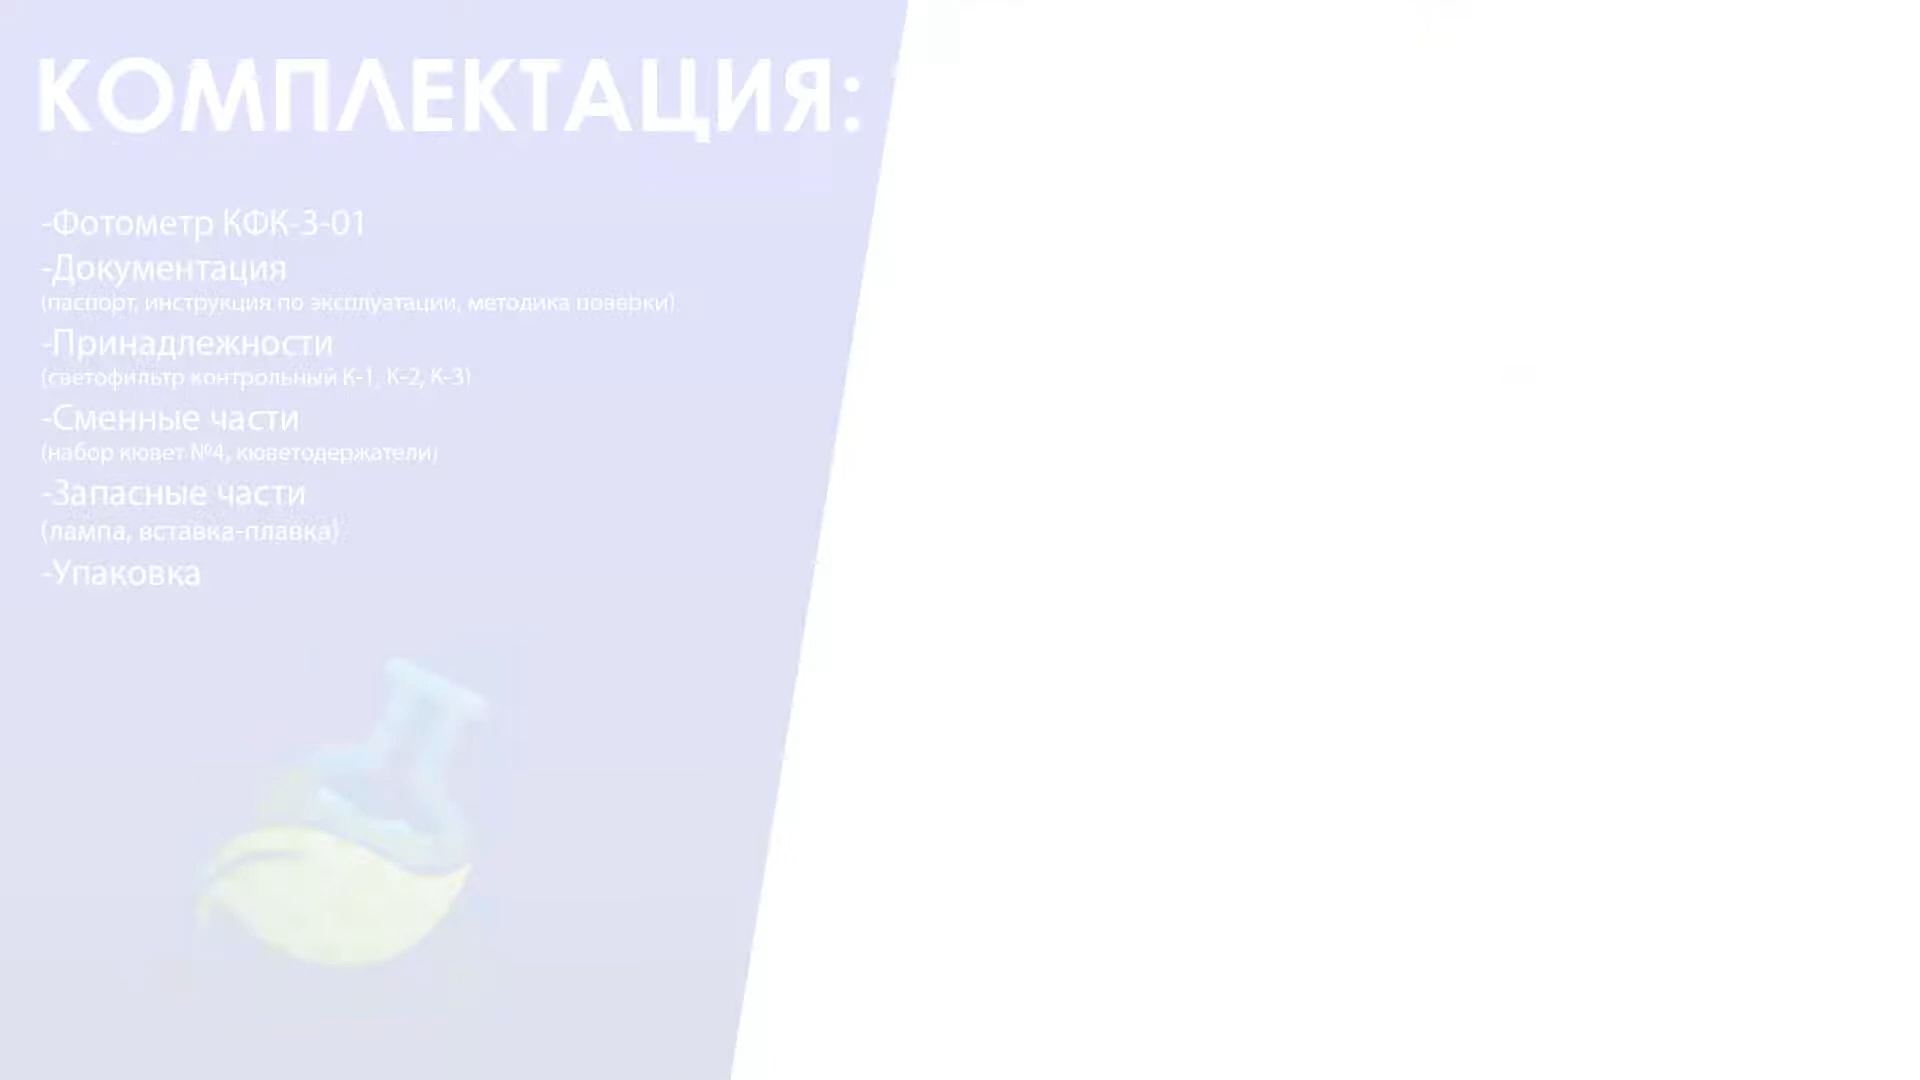 КОМПЛЕКТАЦИЯ:
-Фотометр КФК-3-01
-Документация
(паспорт, инструкция по эксплуатации, методика поверки)
-Принадлежности
(светофильтр контрольный К-1, К-2, К-3)
-Сменные части
(набор кювет №4, кюветодержатели)
-Запасные части
(лампа, вставка-плавка)
-Упаковка